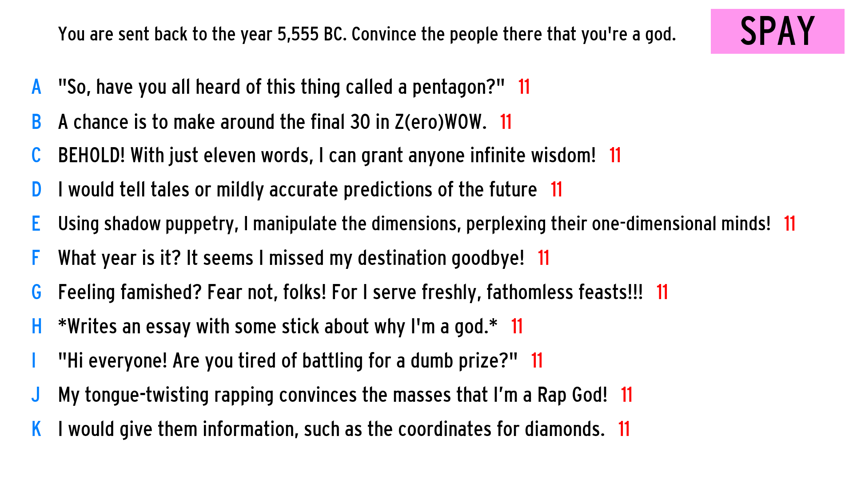 You are sent back to the year 5,555 BC. Convince the people there that you're a god.
SPAY
A "So, have you all heard of this thing called a pentagon?" 11
B A chance is to make around the final 30 in Z(ero)WOW. 11
C BEHOLD! With just eleven words, I can grant anyone infinite wisdom! 11
D I would tell tales or mildly accurate predictions of the future 11
E Using shadow puppetry, I manipulate the dimensions, perplexing their one-dimensional minds! 11
F What year is it? It seems I missed my destination goodbye! 11
G Feeling famished? Fear not, folks! For I serve freshly, fathomless feasts!!! 11
H *Writes an essay with some stick about why I'm a god.* 11
I "Hi everyone! Are you tired of battling for a dumb prize?" 11
J My tongue-twisting rapping convinces the masses that I’m a Rap God! 11
K I would give them information, such as the coordinates for diamonds. 11